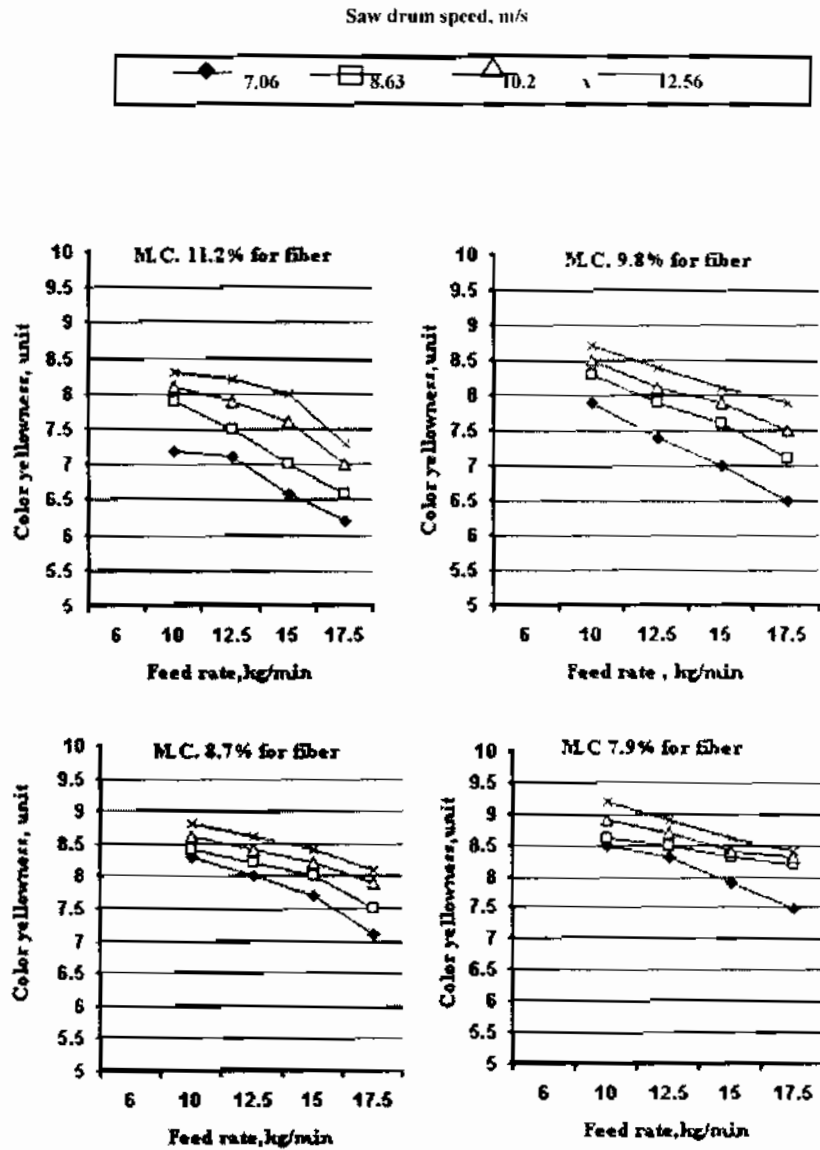 Saw drum speed, m/s
7.06 8.63 10.2 12.56
M.C. 11.2% for fiber
Color yellowness, unit
10
9.5
9
8.5
8
7.5
7
6.5
6
5.5
5
6 10 12.5 15 17.5
Feed rate,kg/min
M.C. 9.8% for fiber
Color yellowness,unit
10
9.5
9
8.5
8
7.5
7
6.5
6
5.5
5
6 10 12.5 15 17.5
Feed rate , kg/min
M.C. 8.7% for fiber
Color yellowness, unit
10
9.5
9
8.5
8
7.5
7
6.5
6
5.5
5
6 10 12.5 15 17.5
Feed rate,kg/min
M.C 7.9% for fiber
Color yellowness,unit
10
9.5
9
8.5
8
7.5
7
6.5
6
5.5
5
6 10 12.5 15 17.5
Feed rate,kg/min